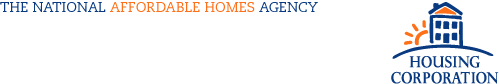 THE NATIONAL AFFORDABLE HOMES AGENCY
HOUSING
CORPORATION